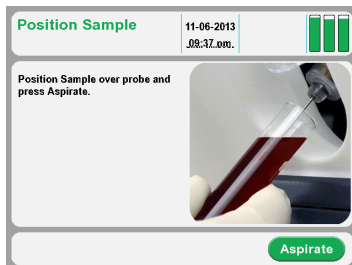 Position Sample
11-06-2013
09:37 pm
Position Sample over probe and
press Aspirate.
Aspirate